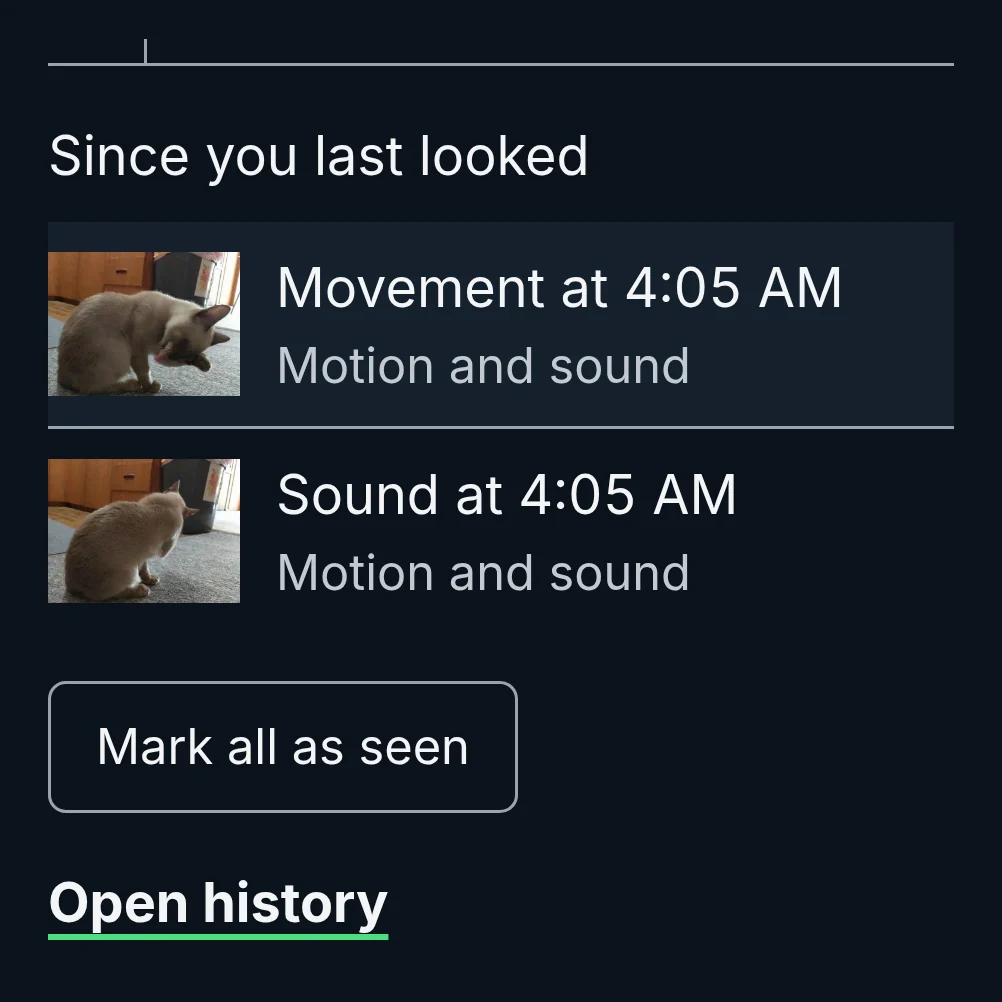 Since you last looked
Movement at 4:05 AM
Motion and sound
Sound at 4:05 AM
Motion and sound
Mark all as seen
Open history